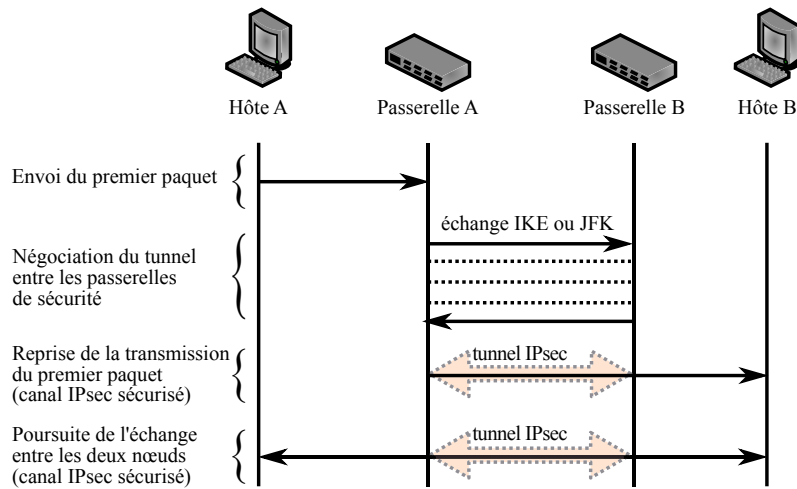 Hôte A
Passerelle A
Passerelle B
Hôte B
Envoi du premier paquet
échange IKE ou JFK
Négociation du tunnel
entre les passerelles
de sécurité
Reprise de la transmission
du premier paquet
(canal IPsec sécurisé)
tunnel IPsec
Poursuite de l'échange
entre les deux nœuds
(canal IPsec sécurisé)
tunnel IPsec